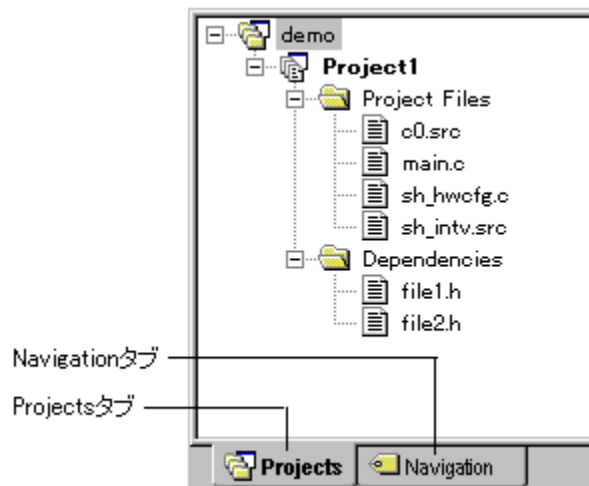 demo
Project1
Project Files
c0.src
main.c
sh_hwcfg.c
sh_intv.src
Dependencies
file1.h
file2.h
Navigationタブ
Projectsタブ
Projects
Navigation